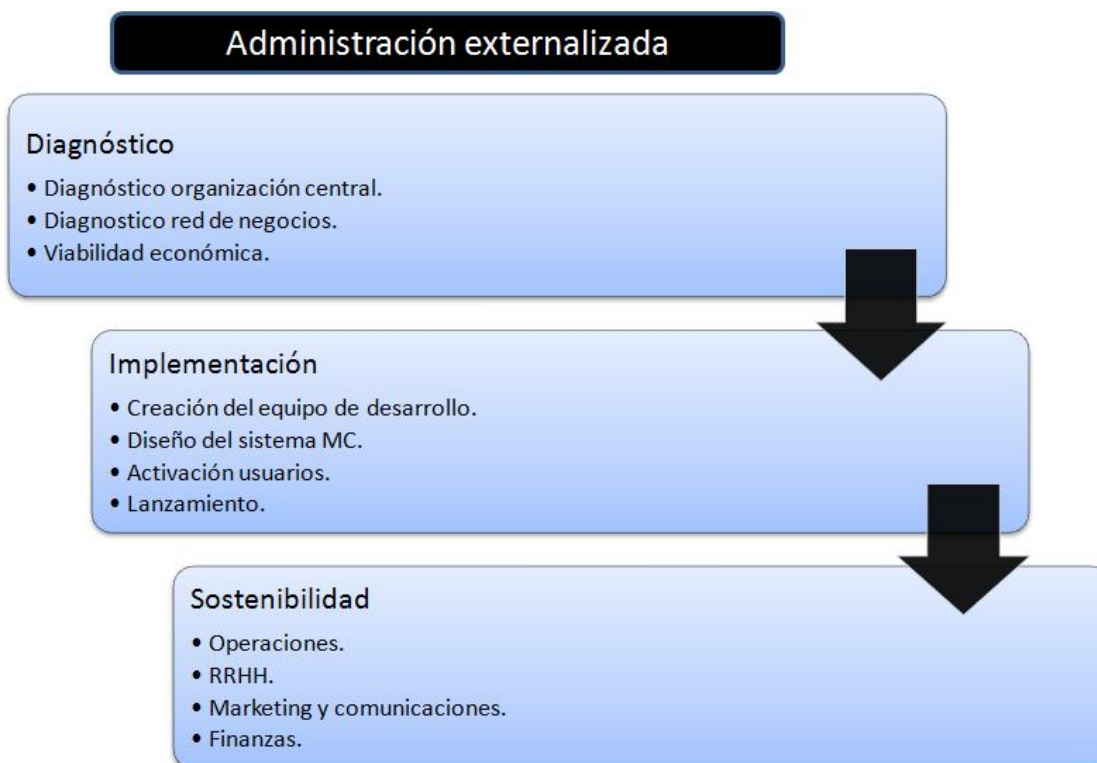 Administración externalizada
Diagnóstico
• Diagnóstico organización central.
• Diagnostico red de negocios.
• Viabilidad económica.
Implementación
• Creación del equipo de desarrollo.
• Diseño del sistema MC.
• Activación usuarios.
• Lanzamiento.
Sostenibilidad
• Operaciones.
• RRHH.
• Marketing y comunicaciones.
• Finanzas.